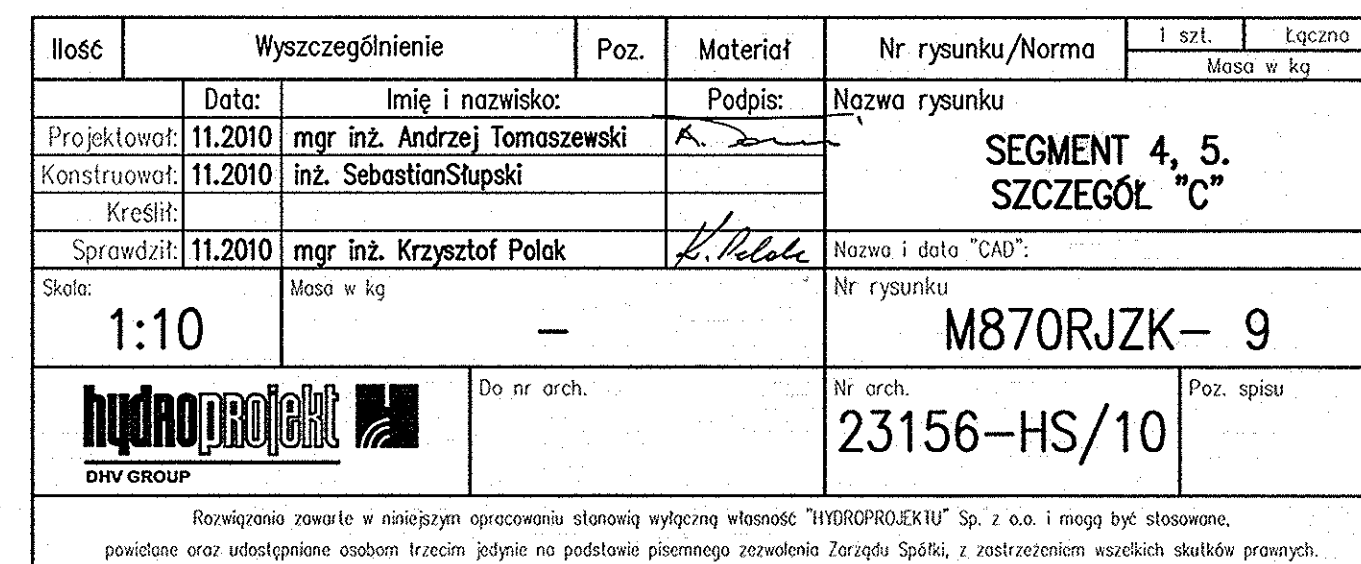 Ilość Wyszczególnienie Poz. Materiał Nr rysunku/Norma 1 szt. Łączna
Masa w kg
Data: Imię i nazwisko: Podpis: Nazwa rysunku
Projektował: 11.2010 mgr inż. Andrzej Tomaszewski
SEGMENT 4, 5.
Konstruował: 11.2010 inż. SebastianSłupski
SZCZEGÓŁ "C"
Kreślił:
Sprawdził: 11.2010 mgr inż. Krzysztof Polak K. Polak Nazwa i data "CAD":
Skala: Masa w kg Nr rysunku
1:10 – M870RJZK– 9
hydroprojekt Do nr arch. Nr arch. Poz. spisu
23156–HS/10
DHV GROUP
Rozwiązania zawarte w niniejszym opracowaniu stanowią wyłączną własność "HYDROPROJEKTU" Sp. z o.o. i mogą być stosowane,
powielane oraz udostępniane osobom trzecim jedynie na podstawie pisemnego zezwolenia Zarządu Spółki, z zastrzeżeniem wszelkich skutków prawnych.